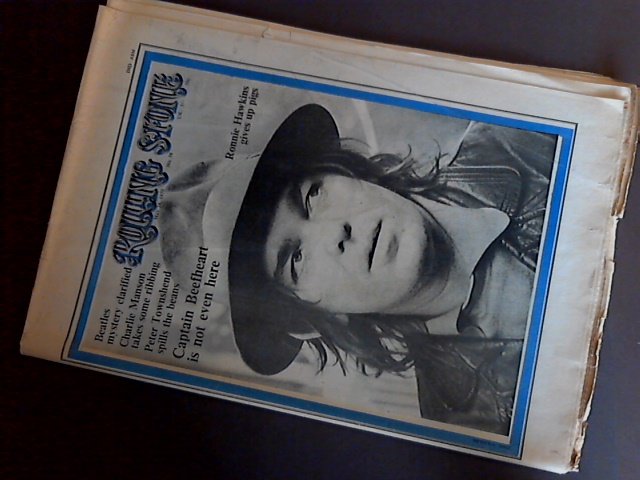 ROLLING STONE
Beatles
mystery clarified
Charlie Manson
takes some ribbing
Peter Townshend
spills the beans
Captain Beefheart
is not even here
Ronnie Hawkins
gives up pigs